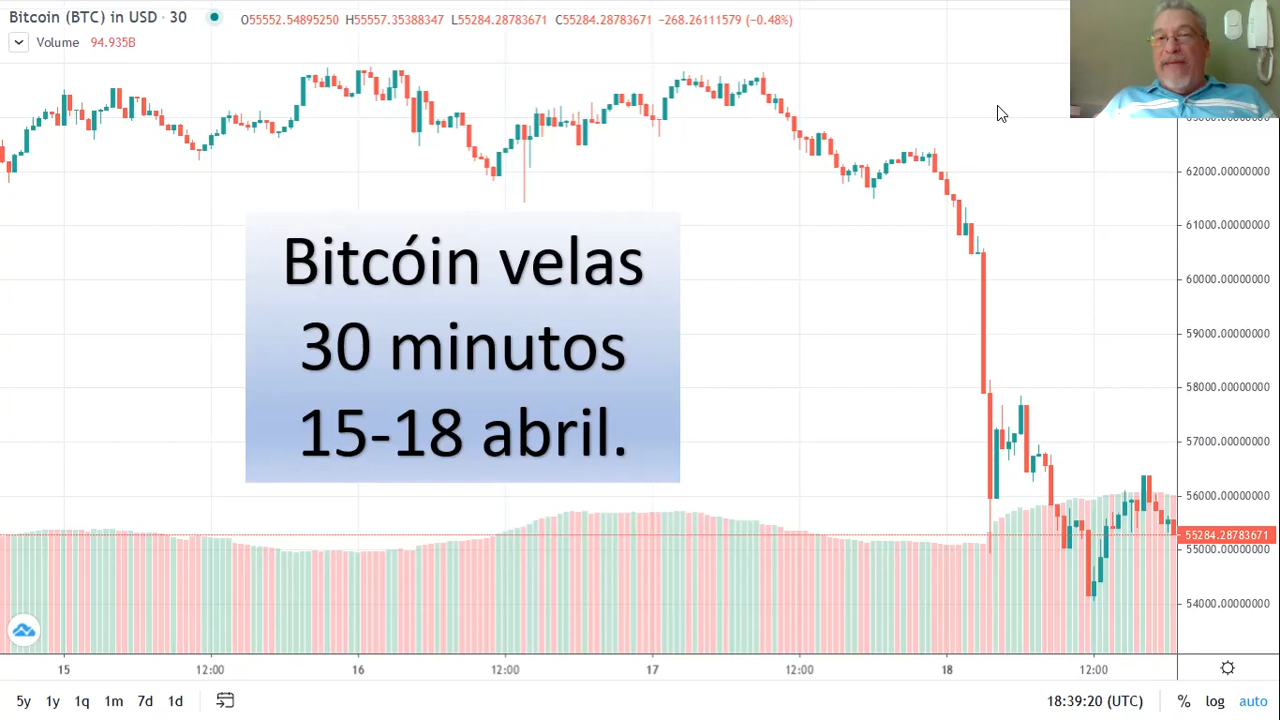 Bitcoin (BTC) in USD · 30 O55552.54895250 H55557.35388347 L55284.28783671 C55284.28783671 −268.26111579 (−0.48%)
Volume 94.935B
62000.00000000
61000.00000000
60000.00000000
59000.00000000
58000.00000000
57000.00000000
56000.00000000
55284.28783671
55000.00000000
54000.00000000
Bitcóin velas
30 minutos
15-18 abril.
15 12:00 16 12:00 17 12:00 18 12:00
5y 1y 1q 1m 7d 1d 18:39:20 (UTC) % log auto